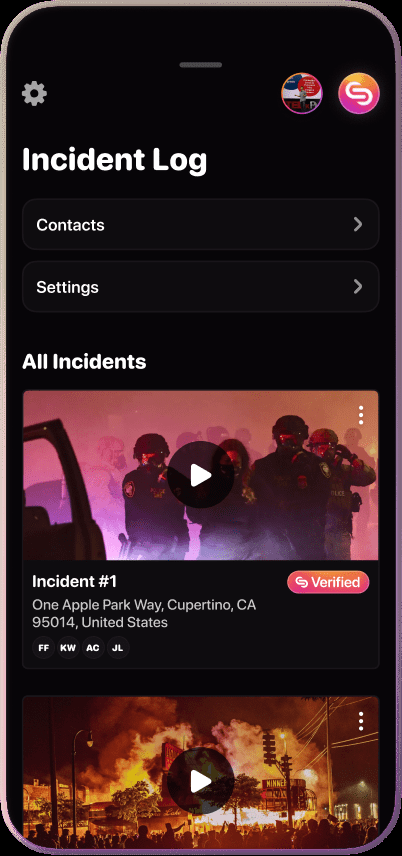 Incident Log
Contacts
Settings
All Incidents
Incident #1
Verified
One Apple Park Way, Cupertino, CA
95014, United States
FF KW AC JL